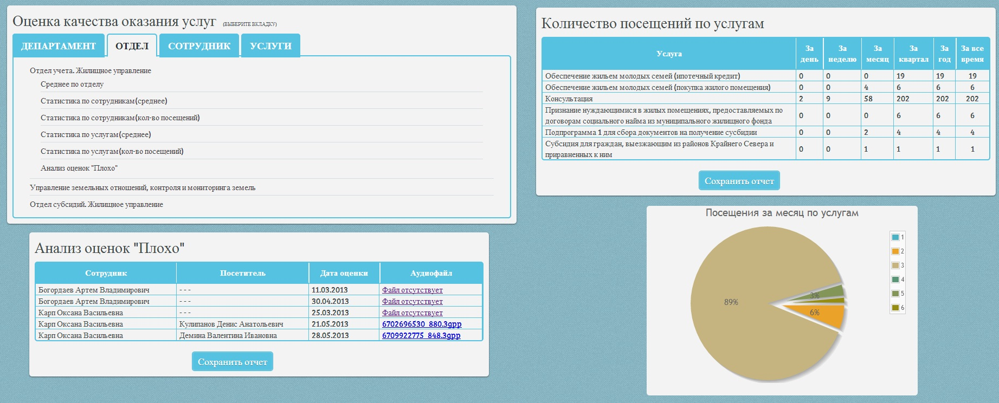 Оценка качества оказания услуг (ВЫБЕРИТЕ ВКЛАДКУ)
ДЕПАРТАМЕНТ ОТДЕЛ СОТРУДНИК УСЛУГИ
Отдел учета. Жилищное управление
Среднее по отделу
Статистика по сотрудникам(среднее)
Статистика по сотрудникам(кол-во посещений)
Статистика по услугам(среднее)
Статистика по услугам(кол-во посещений)
Анализ оценок "Плохо"
Управление земельных отношений, контроля и мониторинга земель
Отдел субсидий. Жилищное управление
Анализ оценок "Плохо"
Сотрудник Посетитель Дата оценки Аудиофайл
Богордаев Артем Владимирович - - - 11.03.2013 Файл отсутствует
Богордаев Артем Владимирович - - - 30.04.2013 Файл отсутствует
Карп Оксана Васильевна - - - 25.03.2013 Файл отсутствует
Карп Оксана Васильевна Кулипанов Денис Анатольевич 21.05.2013 6702696530_880.3gpp
Карп Оксана Васильевна Демина Валентина Ивановна 28.05.2013 6709922775_848.3gpp
Сохранить отчет
Количество посещений по услугам
Услуга За день За неделю За месяц За квартал За год За все время
Обеспечение жильем молодых семей (ипотечный кредит) 0 0 0 19 19 19
Обеспечение жильем молодых семей (покупка жилого помещения) 0 0 4 6 6 6
Консультация 2 9 58 202 202 202
Признание нуждающимися в жилых помещениях, предоставляемых по
договорам социального найма из муниципального жилищного фонда 0 0 0 6 6 6
Подпрограмма 1 для сбора документов на получение сусбидии 0 0 2 4 4 4
Субсидия для граждан, выезжающим из районов Крайнего Севера и
приравненных к ним 0 0 1 1 1 1
Сохранить отчет
Посещения за месяц по услугам
89%
3%
6%
1
2
3
4
5
6